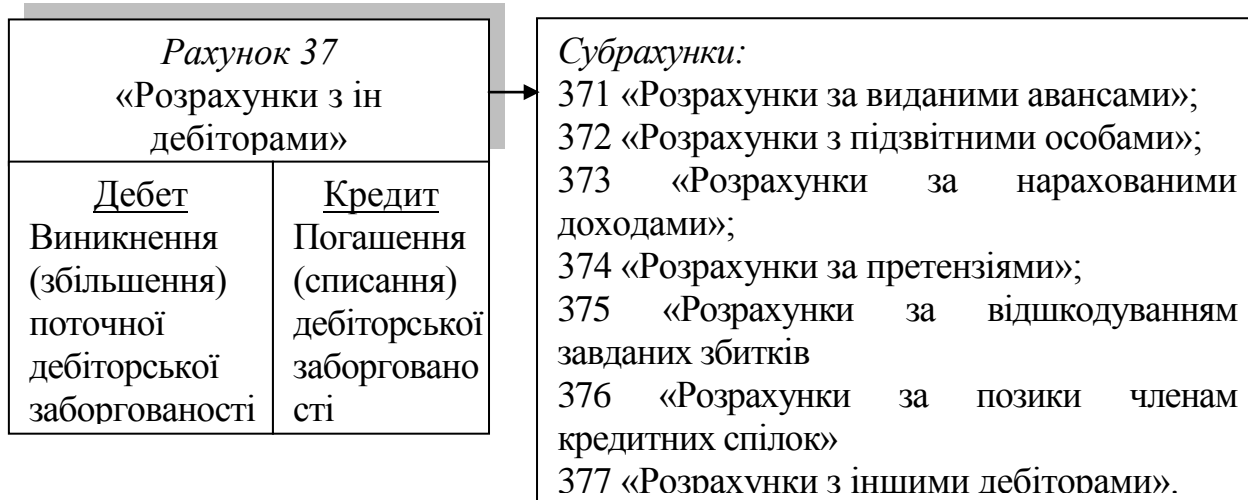 Рахунок 37
«Розрахунки з ін
дебіторами»
Дебет
Виникнення
(збільшення)
поточної
дебіторської
заборгованості
Кредит
Погашення
(списання)
дебіторської
заборговано
сті
Субрахунки:
371 «Розрахунки за виданими авансами»;
372 «Розрахунки з підзвітними особами»;
373 «Розрахунки за нарахованими
доходами»;
374 «Розрахунки за претензіями»;
375 «Розрахунки за відшкодуванням
завданих збитків
376 «Розрахунки за позики членам
кредитних спілок»
377 «Розрахунки з іншими дебіторами».